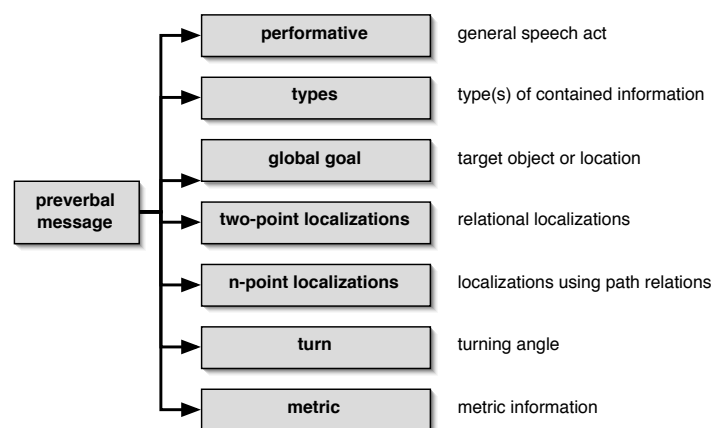 performative general speech act
types type(s) of contained information
global goal target object or location
preverbal
message
two-point localizations relational localizations
n-point localizations localizations using path relations
turn turning angle
metric metric information